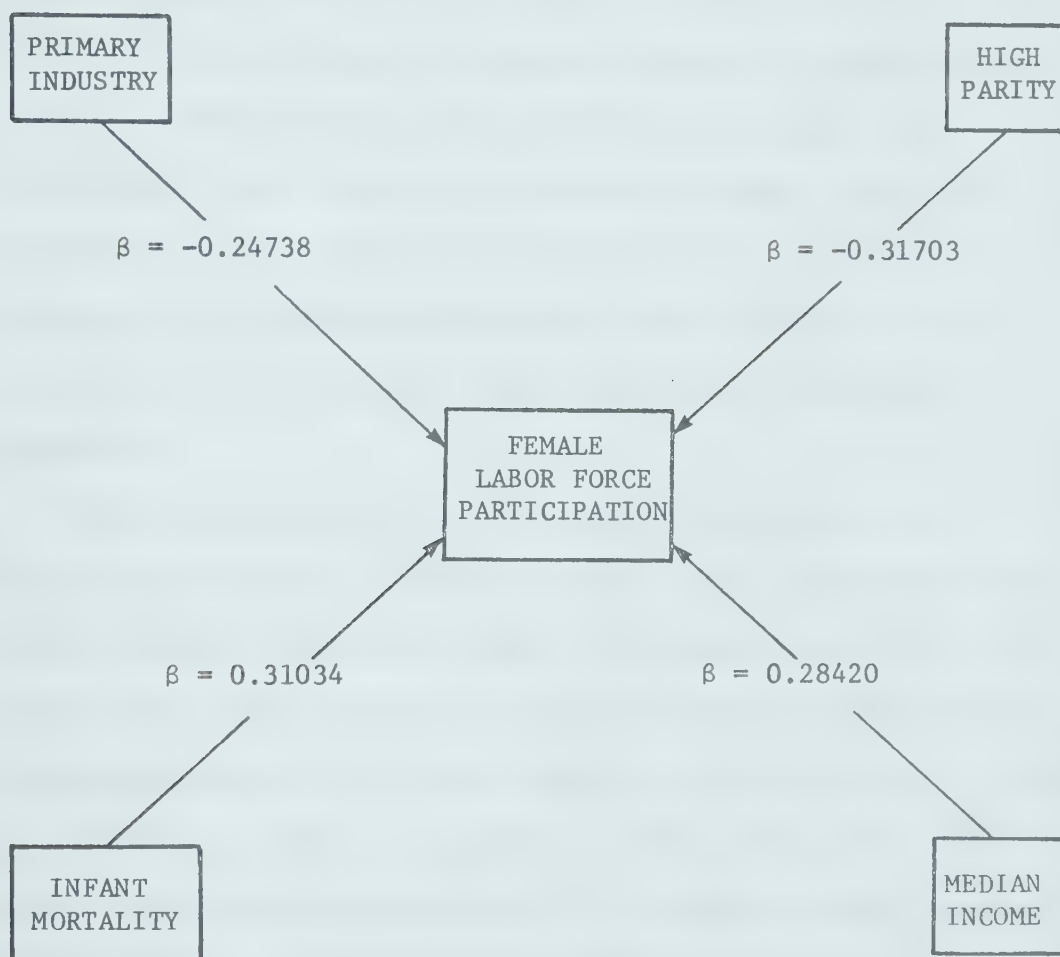 PRIMARY
INDUSTRY
HIGH
PARITY
β = -0.24738
β = -0.31703
FEMALE
LABOR FORCE
PARTICIPATION
β = 0.31034
β = 0.28420
INFANT
MORTALITY
MEDIAN
INCOME